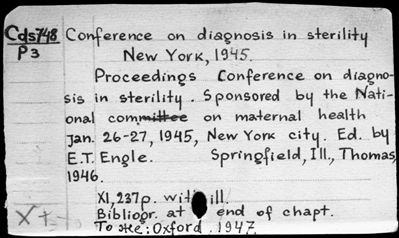 Cds748 Conference on diagnosis in sterility
P3 New York, 1945.
Proceedings Conference on diagno-
sis in sterility. Sponsored by the Nati-
onal committee on maternal health
Jan. 26-27, 1945, New York city. Ed. by
E.T. Engle. Springfield, Ill., Thomas,
1946.
XI, 237p. with ill.
Bibliogr. at end of chapt.
X+
Oxford. 1947